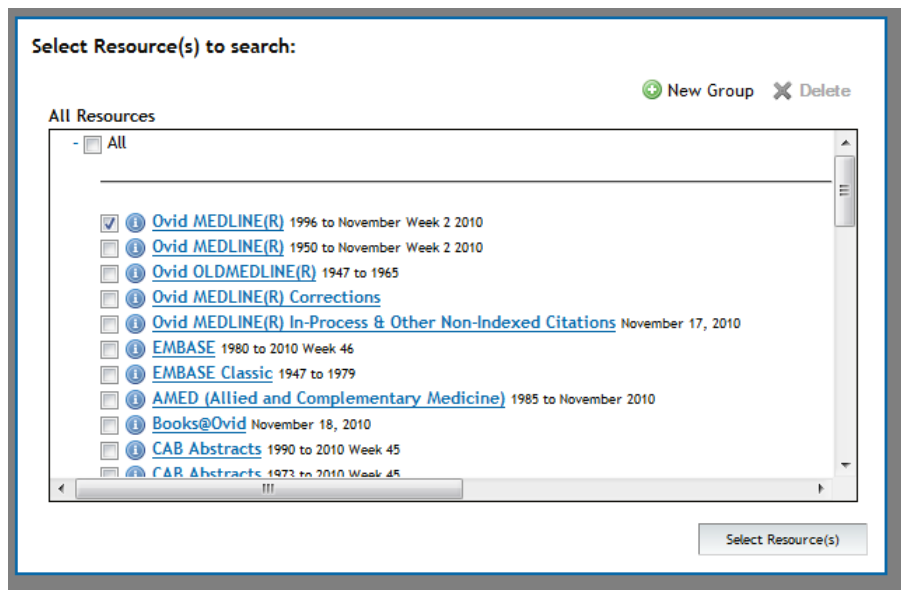 Select Resource(s) to search:
New Group Delete
All Resources
- All
Ovid MEDLINE(R) 1996 to November Week 2 2010
Ovid MEDLINE(R) 1950 to November Week 2 2010
Ovid OLDMEDLINE(R) 1947 to 1965
Ovid MEDLINE(R) Corrections
Ovid MEDLINE(R) In-Process & Other Non-Indexed Citations November 17, 2010
EMBASE 1980 to 2010 Week 46
EMBASE Classic 1947 to 1979
AMED (Allied and Complementary Medicine) 1985 to November 2010
Books@Ovid November 18, 2010
CAB Abstracts 1990 to 2010 Week 45
CAB Abstracts 1973 to 2010 Week 45
Select Resource(s)